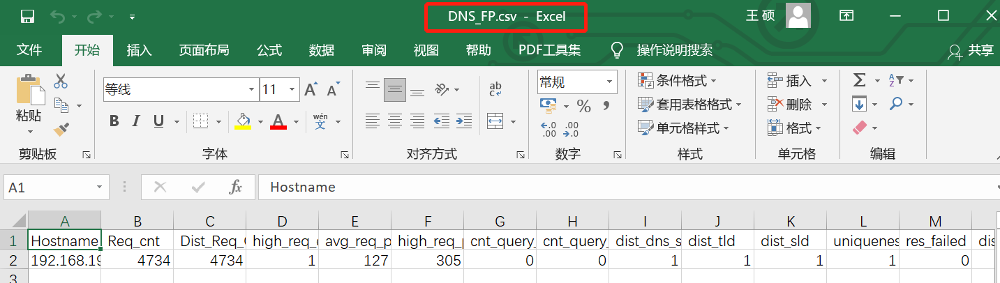 DNS_FP.csv - Excel
王 硕
文件 开始 插入 页面布局 公式 数据 审阅 视图 帮助 PDF工具集 操作说明搜索 共享
等线 11 A A ab c 常规 条件格式 插入 Σ A Z
粘贴 B I U A wén 文 % , 套用表格格式 删除
←.0 .00 .00 →.0 单元格样式 格式
剪贴板 字体 对齐方式 数字 样式 单元格 编辑
A1 fx Hostname
A B C D E F G H I J K L M
1 Hostname Req_cnt Dist_Req_ high_req_ avg_req_p high_req_ cnt_query_ cnt_query_ dist_dns_s dist_tld dist_sld uniquenes res_failed dis
2 192.168.19 4734 4734 1 127 305 0 0 1 1 1 1 0
3